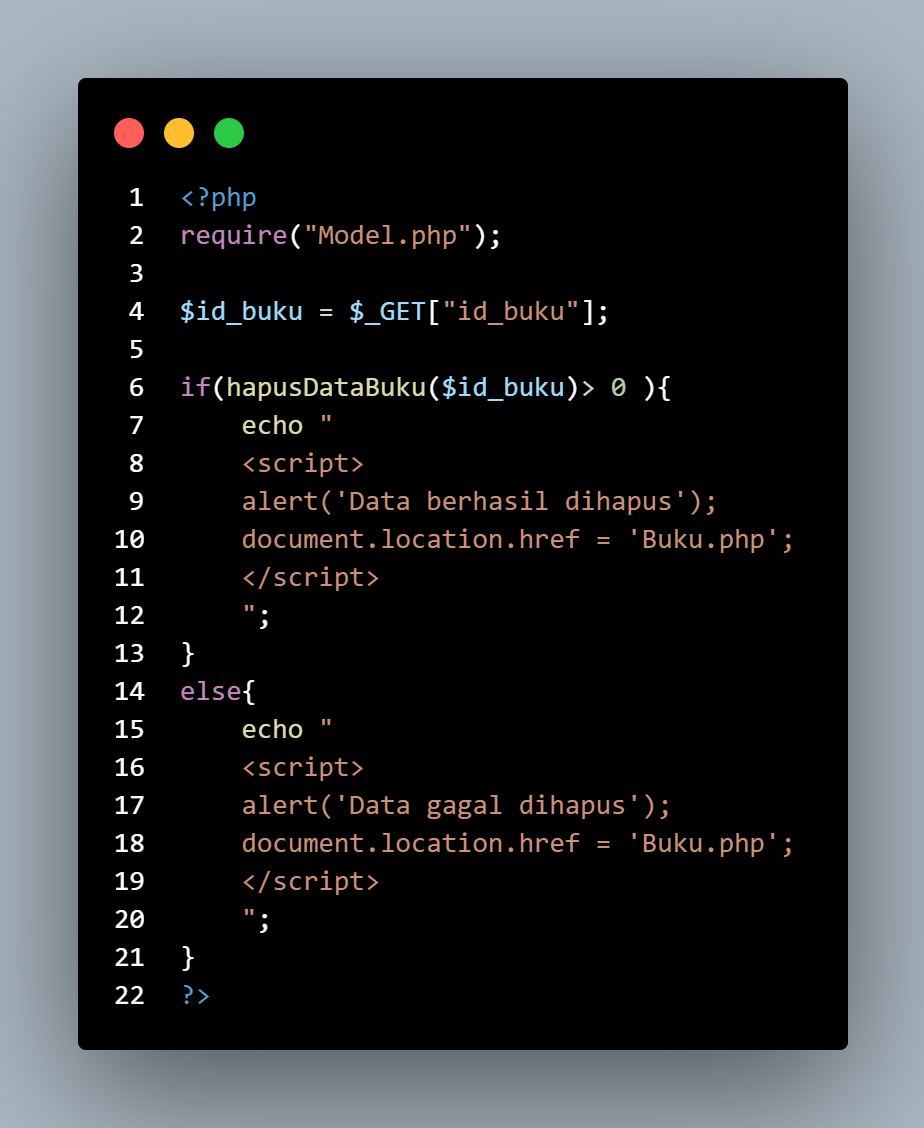 1 <?php
2 require("Model.php");
3
4 $id_buku = $_GET["id_buku"];
5
6 if(hapusDataBuku($id_buku)> 0 ){
7     echo "
8     <script>
9     alert('Data berhasil dihapus');
10     document.location.href = 'Buku.php';
11     </script>
12     ";
13 }
14 else{
15     echo "
16     <script>
17     alert('Data gagal dihapus');
18     document.location.href = 'Buku.php';
19     </script>
20     ";
21 }
22 ?>